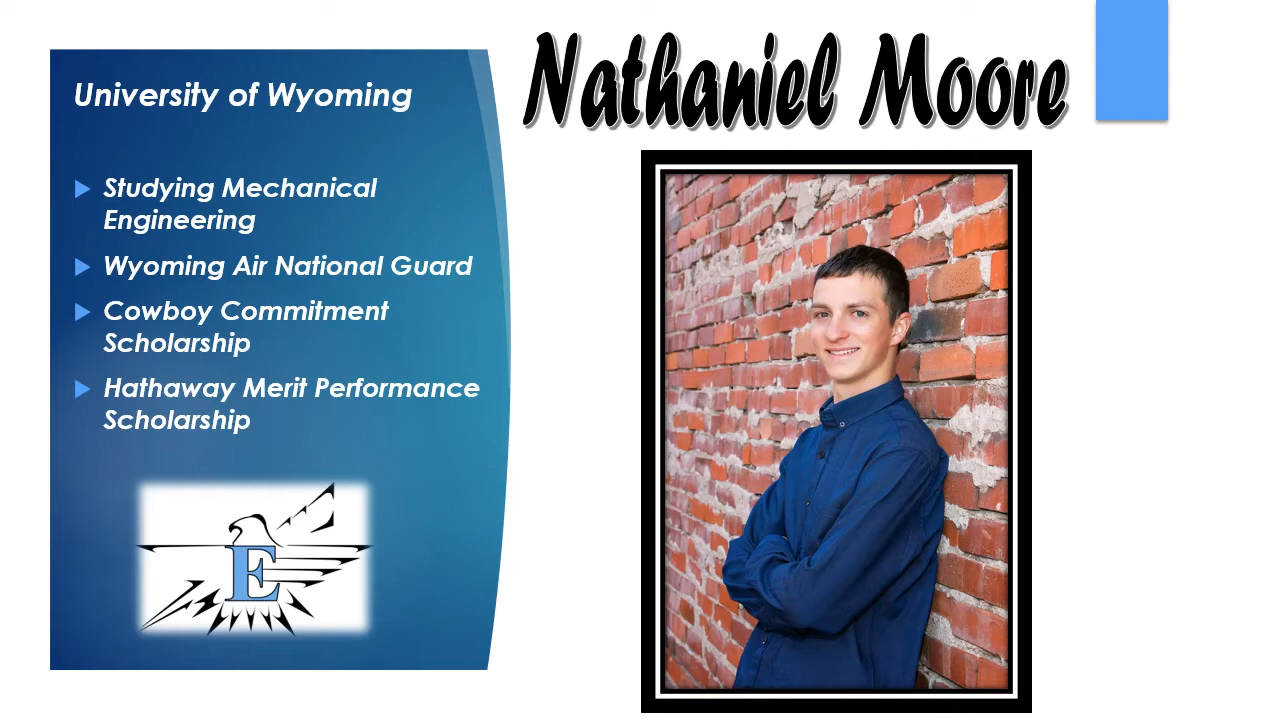 Nathaniel Moore
University of Wyoming
Studying Mechanical
Engineering
Wyoming Air National Guard
Cowboy Commitment
Scholarship
Hathaway Merit Performance
Scholarship
E